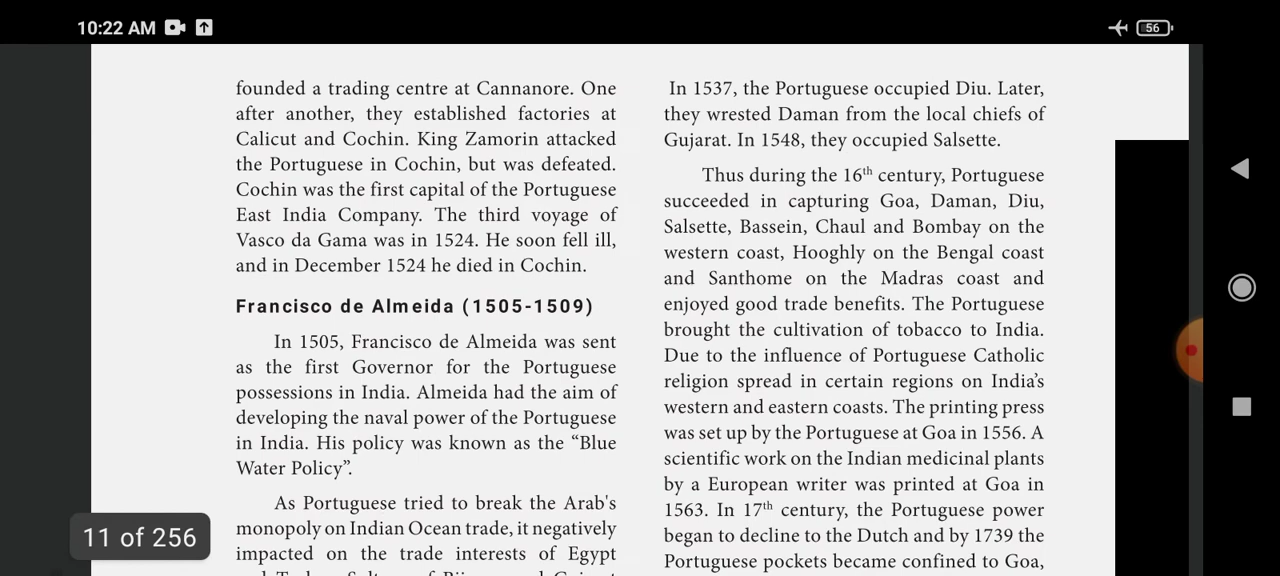 10:22 AM
56
founded a trading centre at Cannanore. One
after another, they established factories at
Calicut and Cochin. King Zamorin attacked
the Portuguese in Cochin, but was defeated.
Cochin was the first capital of the Portuguese
East India Company. The third voyage of
Vasco da Gama was in 1524. He soon fell ill,
and in December 1524 he died in Cochin.
Francisco de Almeida (1505-1509)
In 1505, Francisco de Almeida was sent
as the first Governor for the Portuguese
possessions in India. Almeida had the aim of
developing the naval power of the Portuguese
in India. His policy was known as the “Blue
Water Policy”.
As Portuguese tried to break the Arab's
monopoly on Indian Ocean trade, it negatively
impacted on the trade interests of Egypt
In 1537, the Portuguese occupied Diu. Later,
they wrested Daman from the local chiefs of
Gujarat. In 1548, they occupied Salsette.
Thus during the 16th century, Portuguese
succeeded in capturing Goa, Daman, Diu,
Salsette, Bassein, Chaul and Bombay on the
western coast, Hooghly on the Bengal coast
and Santhome on the Madras coast and
enjoyed good trade benefits. The Portuguese
brought the cultivation of tobacco to India.
Due to the influence of Portuguese Catholic
religion spread in certain regions on India’s
western and eastern coasts. The printing press
was set up by the Portuguese at Goa in 1556. A
scientific work on the Indian medicinal plants
by a European writer was printed at Goa in
1563. In 17th century, the Portuguese power
began to decline to the Dutch and by 1739 the
Portuguese pockets became confined to Goa,
11 of 256